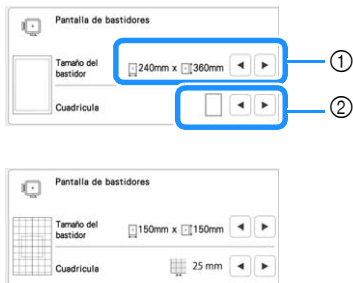 Pantalla de bastidores
Tamaño del
bastidor
240mm x 360mm
①
Cuadrícula
②
Pantalla de bastidores
Tamaño del
bastidor
150mm x 150mm
Cuadrícula
25 mm